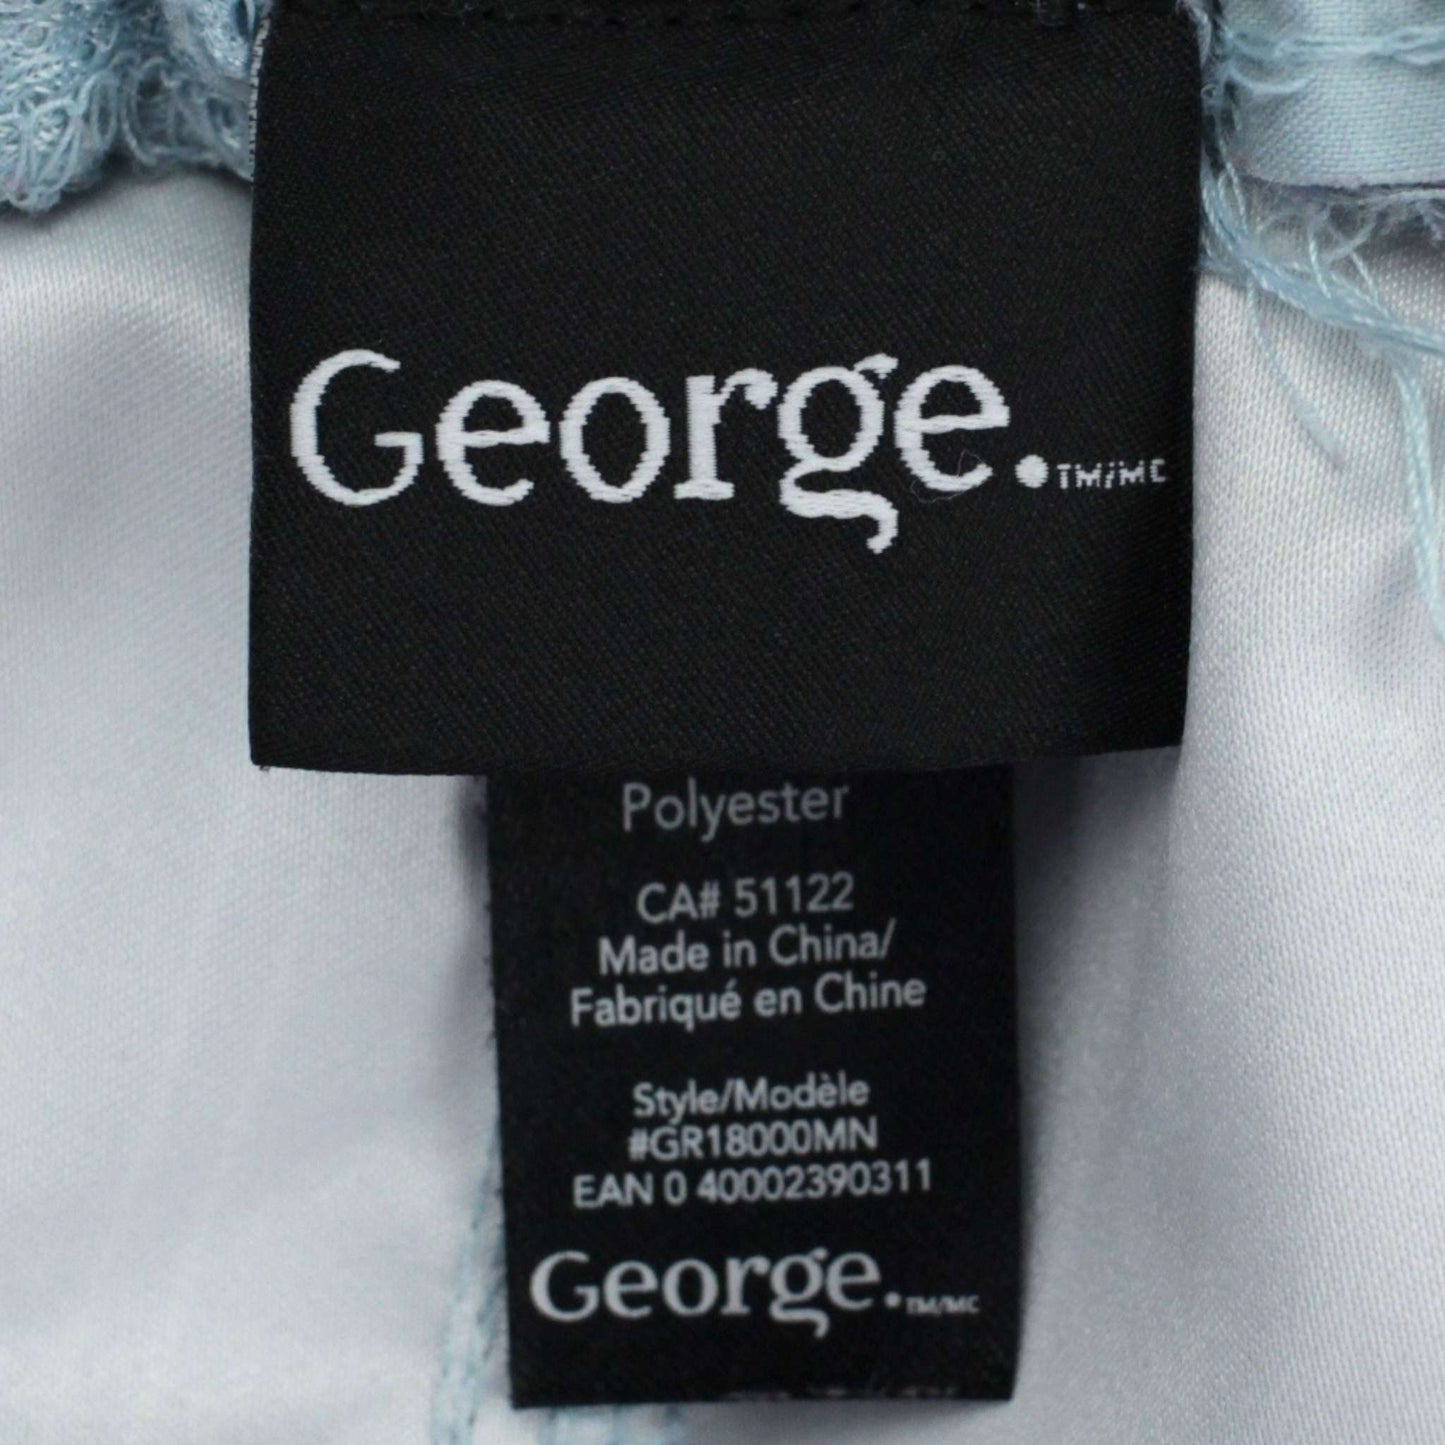 George.TM/MC
Polyester
CA# 51122
Made in China/
Fabriqué en Chine
Style/Modèle
#GR18000MN
EAN 0 40002390311
George.TM/MC